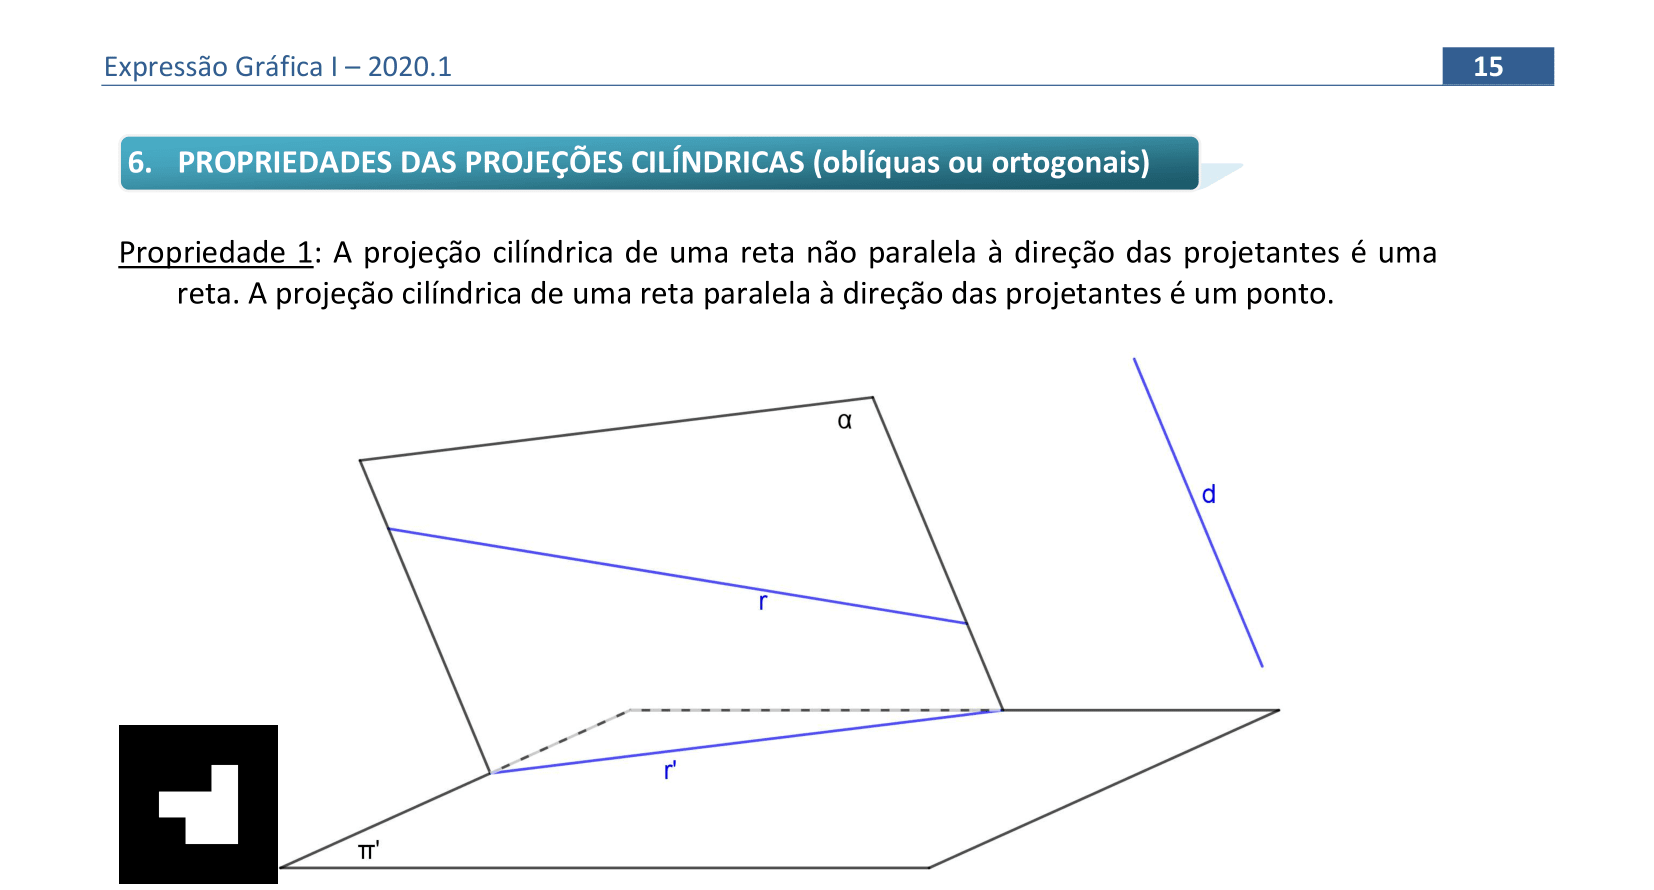 Expressão Gráfica I – 2020.1
15
6. PROPRIEDADES DAS PROJEÇÕES CILÍNDRICAS (oblíquas ou ortogonais)
Propriedade 1: A projeção cilíndrica de uma reta não paralela à direção das projetantes é uma
reta. A projeção cilíndrica de uma reta paralela à direção das projetantes é um ponto.
α
d
r
r'
π'